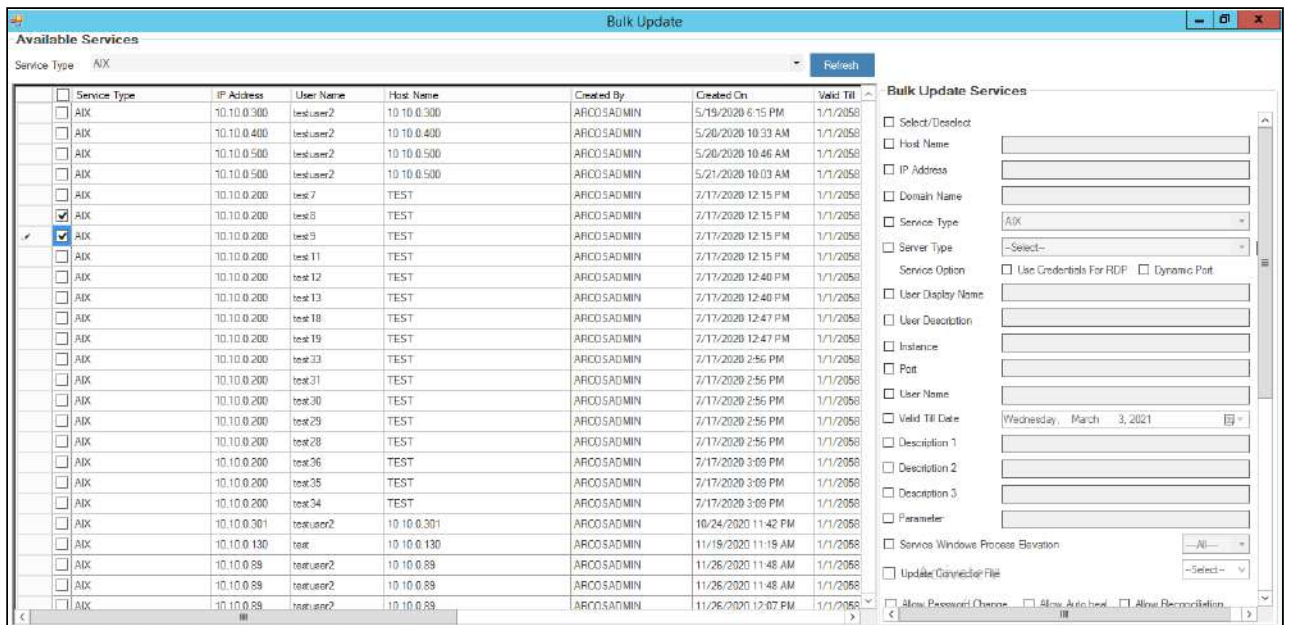 Bulk Update
Available Services
Service Type AIX Refresh
Service Type IP Address User Name Host Name Created By Created On Valid Till
AIX 10.10.0.300 testuser2 10.10.0.300 ARCOSADMIN 5/19/2020 6:15 PM 1/1/2058
AIX 10.10.0.400 testuser2 10.10.0.400 ARCOSADMIN 5/20/2020 10:33 AM 1/1/2058
AIX 10.10.0.500 testuser2 10.10.0.500 ARCOSADMIN 5/20/2020 10:46 AM 1/1/2058
AIX 10.10.0.500 testuser2 10.10.0.500 ARCOSADMIN 5/21/2020 10:03 AM 1/1/2058
AIX 10.10.0.200 test7 TEST ARCOSADMIN 7/17/2020 12:15 PM 1/1/2058
AIX 10.10.0.200 test8 TEST ARCOSADMIN 7/17/2020 12:15 PM 1/1/2058
AIX 10.10.0.200 test9 TEST ARCOSADMIN 7/17/2020 12:15 PM 1/1/2058
AIX 10.10.0.200 test11 TEST ARCOSADMIN 7/17/2020 12:15 PM 1/1/2058
AIX 10.10.0.200 test12 TEST ARCOSADMIN 7/17/2020 12:40 PM 1/1/2058
AIX 10.10.0.200 test13 TEST ARCOSADMIN 7/17/2020 12:40 PM 1/1/2058
AIX 10.10.0.200 test18 TEST ARCOSADMIN 7/17/2020 12:47 PM 1/1/2058
AIX 10.10.0.200 test19 TEST ARCOSADMIN 7/17/2020 12:47 PM 1/1/2058
AIX 10.10.0.200 test33 TEST ARCOSADMIN 7/17/2020 2:56 PM 1/1/2058
AIX 10.10.0.200 test31 TEST ARCOSADMIN 7/17/2020 2:56 PM 1/1/2058
AIX 10.10.0.200 test30 TEST ARCOSADMIN 7/17/2020 2:56 PM 1/1/2058
AIX 10.10.0.200 test29 TEST ARCOSADMIN 7/17/2020 2:56 PM 1/1/2058
AIX 10.10.0.200 test28 TEST ARCOSADMIN 7/17/2020 2:56 PM 1/1/2058
AIX 10.10.0.200 test36 TEST ARCOSADMIN 7/17/2020 3:09 PM 1/1/2058
AIX 10.10.0.200 test35 TEST ARCOSADMIN 7/17/2020 3:09 PM 1/1/2058
AIX 10.10.0.200 test34 TEST ARCOSADMIN 7/17/2020 3:09 PM 1/1/2058
AIX 10.10.0.301 testuser2 10.10.0.301 ARCOSADMIN 10/24/2020 11:42 PM 1/1/2058
AIX 10.10.0.130 test 10.10.0.130 ARCOSADMIN 11/19/2020 11:19 AM 1/1/2058
AIX 10.10.0.89 testuser2 10.10.0.89 ARCOSADMIN 11/26/2020 11:48 AM 1/1/2058
AIX 10.10.0.89 testuser2 10.10.0.89 ARCOSADMIN 11/26/2020 11:48 AM 1/1/2058
AIX 10.10.0.89 testuser2 10.10.0.89 ARCOSADMIN 11/26/2020 12:07 PM 1/1/2058
Bulk Update Services
Select/Deselect
Host Name
IP Address
Domain Name
Service Type AIX
Server Type --Select--
Service Option Use Credentials For RDP Dynamic Port
User Display Name
User Description
Instance
Port
User Name
Valid Till Date Wednesday, March 3, 2021
Description 1
Description 2
Description 3
Parameter
Service Windows Process Elevation ---All---
Update Connector File --Select--
Allow Password Change Allow Auto heal Allow Reconciliation